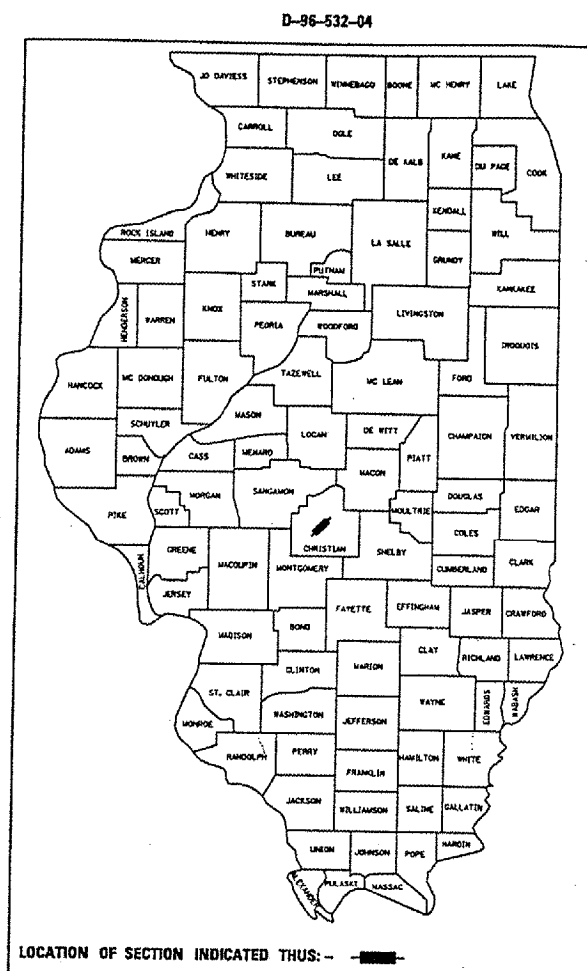 D-96-532-04
JO DAVIESS STEPHENSON WINNEBAGO BOONE MC HENRY LAKE
CARROLL OGLE
DE KALB KANE DU PAGE COOK
WHITESIDE LEE
ROCK ISLAND HENRY BUREAU LA SALLE KENDALL WILL
MERCER PUTNAM GRUNDY
STARK MARSHALL KANKAKEE
HENDERSON WARREN KNOX PEORIA WOODFORD LIVINGSTON IROQUOIS
HANCOCK MC DONOUGH FULTON TAZEWELL MC LEAN FORD
SCHUYLER MASON LOGAN DE WITT CHAMPAIGN VERMILION
ADAMS BROWN CASS MENARD MACON PIATT
PIKE SCOTT MORGAN SANGAMON MOULTRIE DOUGLAS EDGAR
CHRISTIAN COLES
CALHOUN GREENE MACOUPIN MONTGOMERY SHELBY CUMBERLAND CLARK
JERSEY FAYETTE EFFINGHAM JASPER CRAWFORD
MADISON BOND
CLINTON MARION CLAY RICHLAND LAWRENCE
ST. CLAIR WAYNE EDWARDS WABASH
MONROE WASHINGTON JEFFERSON
RANDOLPH PERRY HAMILTON WHITE
FRANKLIN
JACKSON WILLIAMSON SALINE GALLATIN
UNION JOHNSON POPE HARDIN
ALEXANDER PULASKI MASSAC
LOCATION OF SECTION INDICATED THUS:-